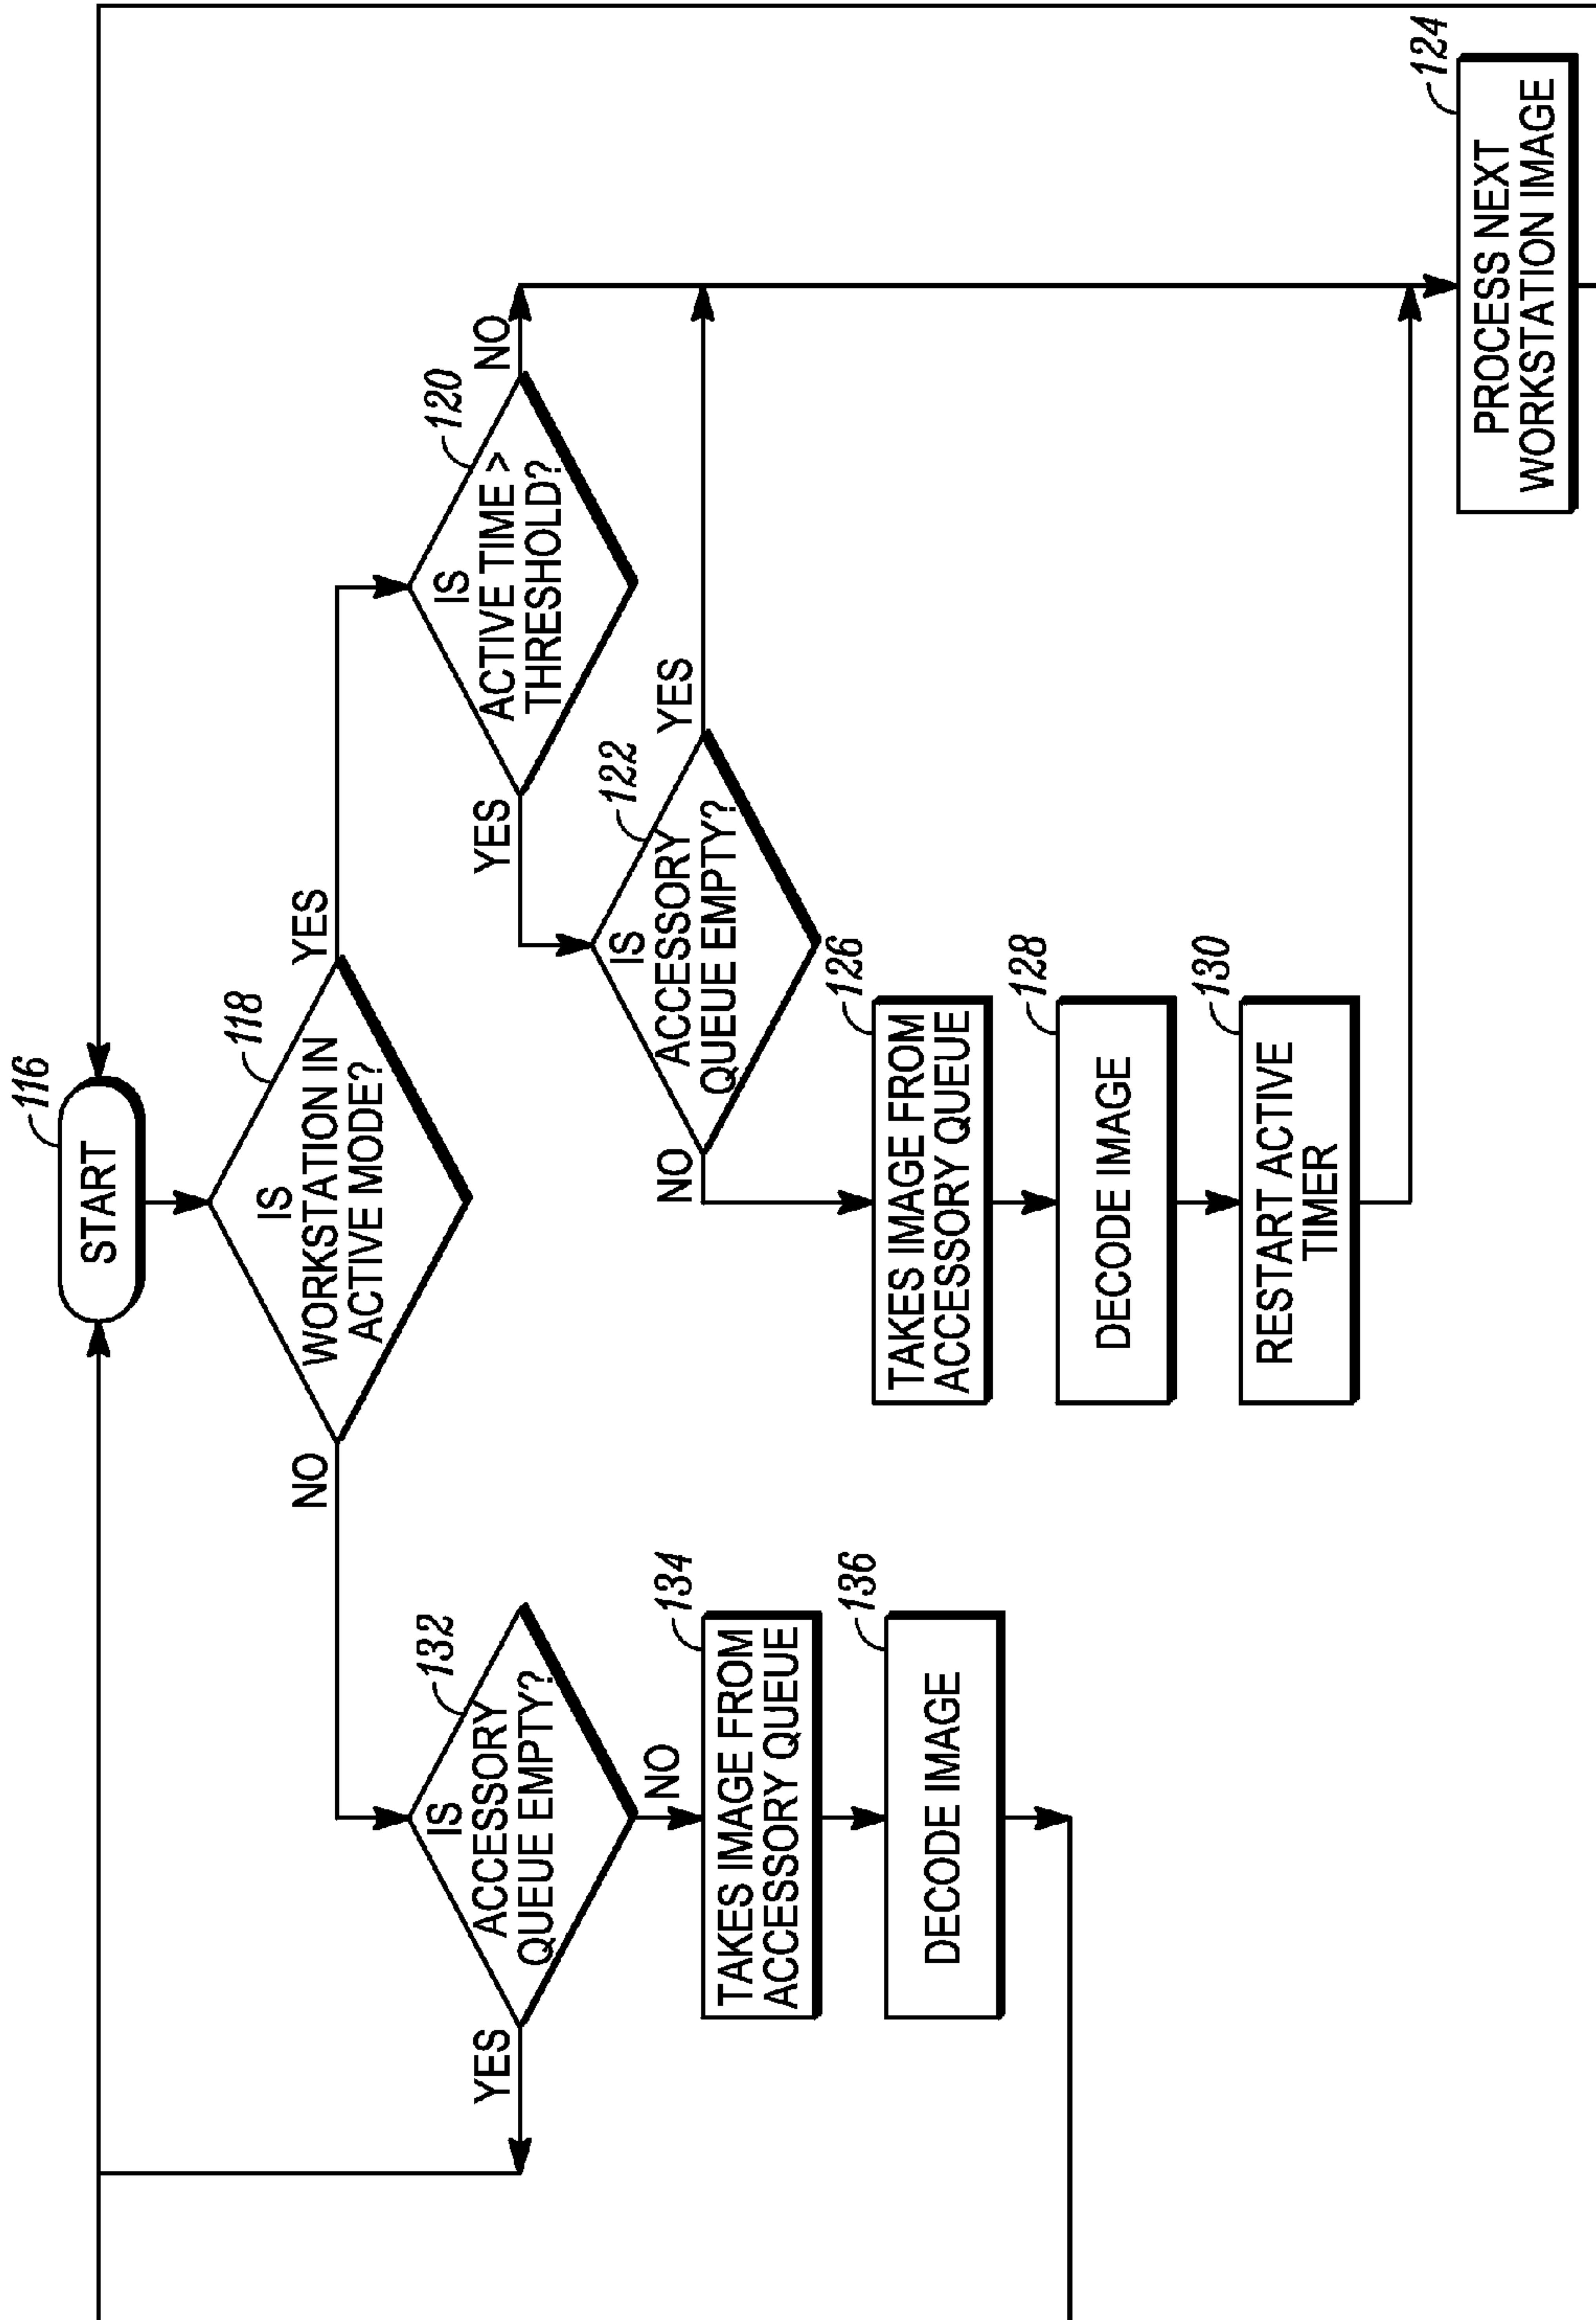 116
START
118
IS
WORKSTATION IN
ACTIVE MODE?
NO
YES
132
IS
ACCESSORY
QUEUE EMPTY?
YES
NO
134
TAKES IMAGE FROM
ACCESSORY QUEUE
136
DECODE IMAGE
120
IS
ACTIVE TIME >
THRESHOLD?
YES
NO
122
IS
ACCESSORY
QUEUE EMPTY?
NO
YES
126
TAKES IMAGE FROM
ACCESSORY QUEUE
128
DECODE IMAGE
130
RESTART ACTIVE
TIMER
124
PROCESS NEXT
WORKSTATION IMAGE